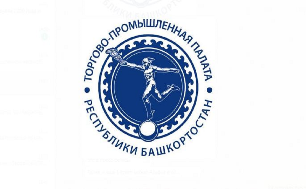 ТОРГОВО-ПРОМЫШЛЕННАЯ ПАЛАТА
РЕСПУБЛИКИ БАШКОРТОСТАН